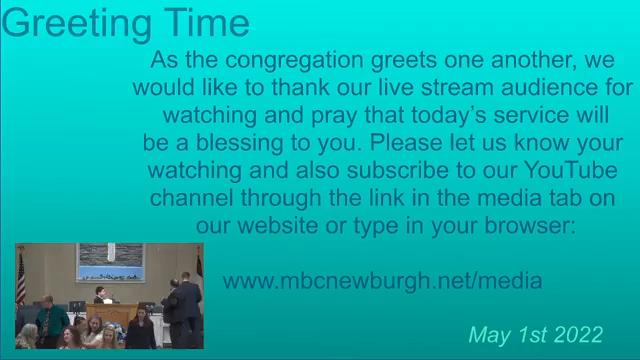 Greeting Time
As the congregation greets one another, we
would like to thank our live stream audience for
watching and pray that today’s service will
be a blessing to you. Please let us know your
watching and also subscribe to our YouTube
channel through the link in the media tab on
our website or type in your browser:
www.mbcnewburgh.net/media
May 1st 2022